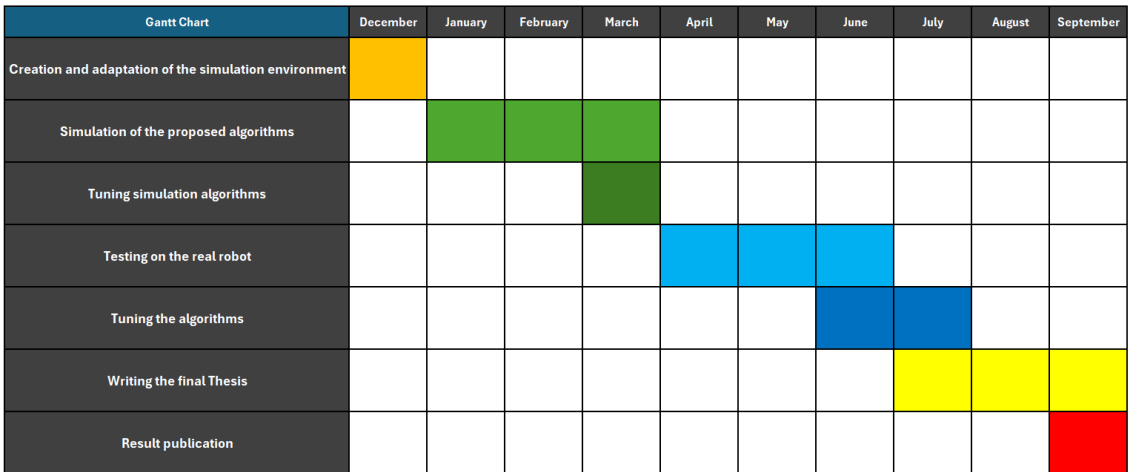 Gantt Chart December January February March April May June July August September
Creation and adaptation of the simulation environment
Simulation of the proposed algorithms
Tuning simulation algorithms
Testing on the real robot
Tuning the algorithms
Writing the final Thesis
Result publication